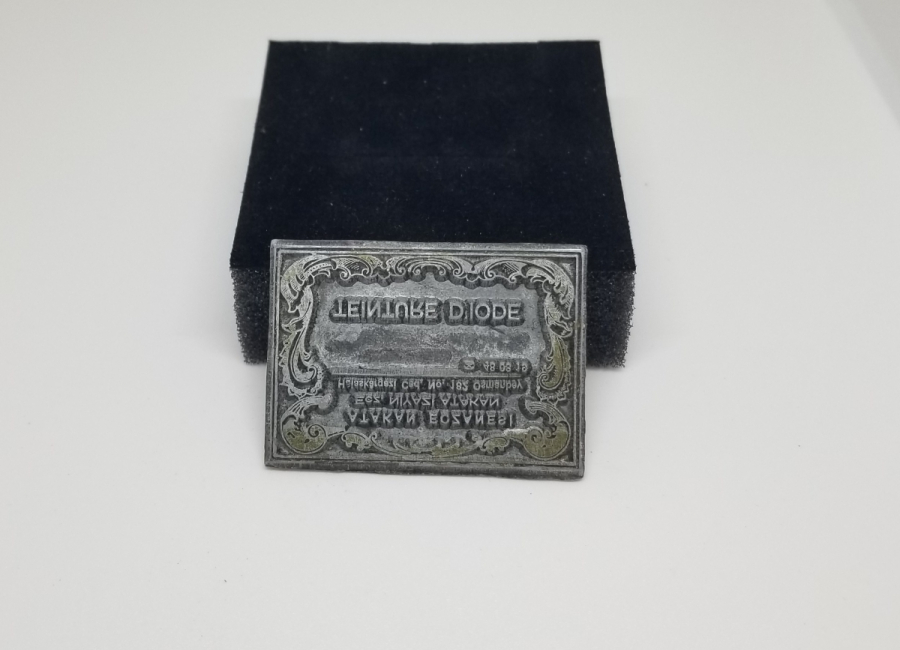 ATAKAN ECZANESİ
Ecz. NİYAZİ ATAKAN
Halaskargazi Cad. No. 182 Osmanbey
TEINTURE D'IODE